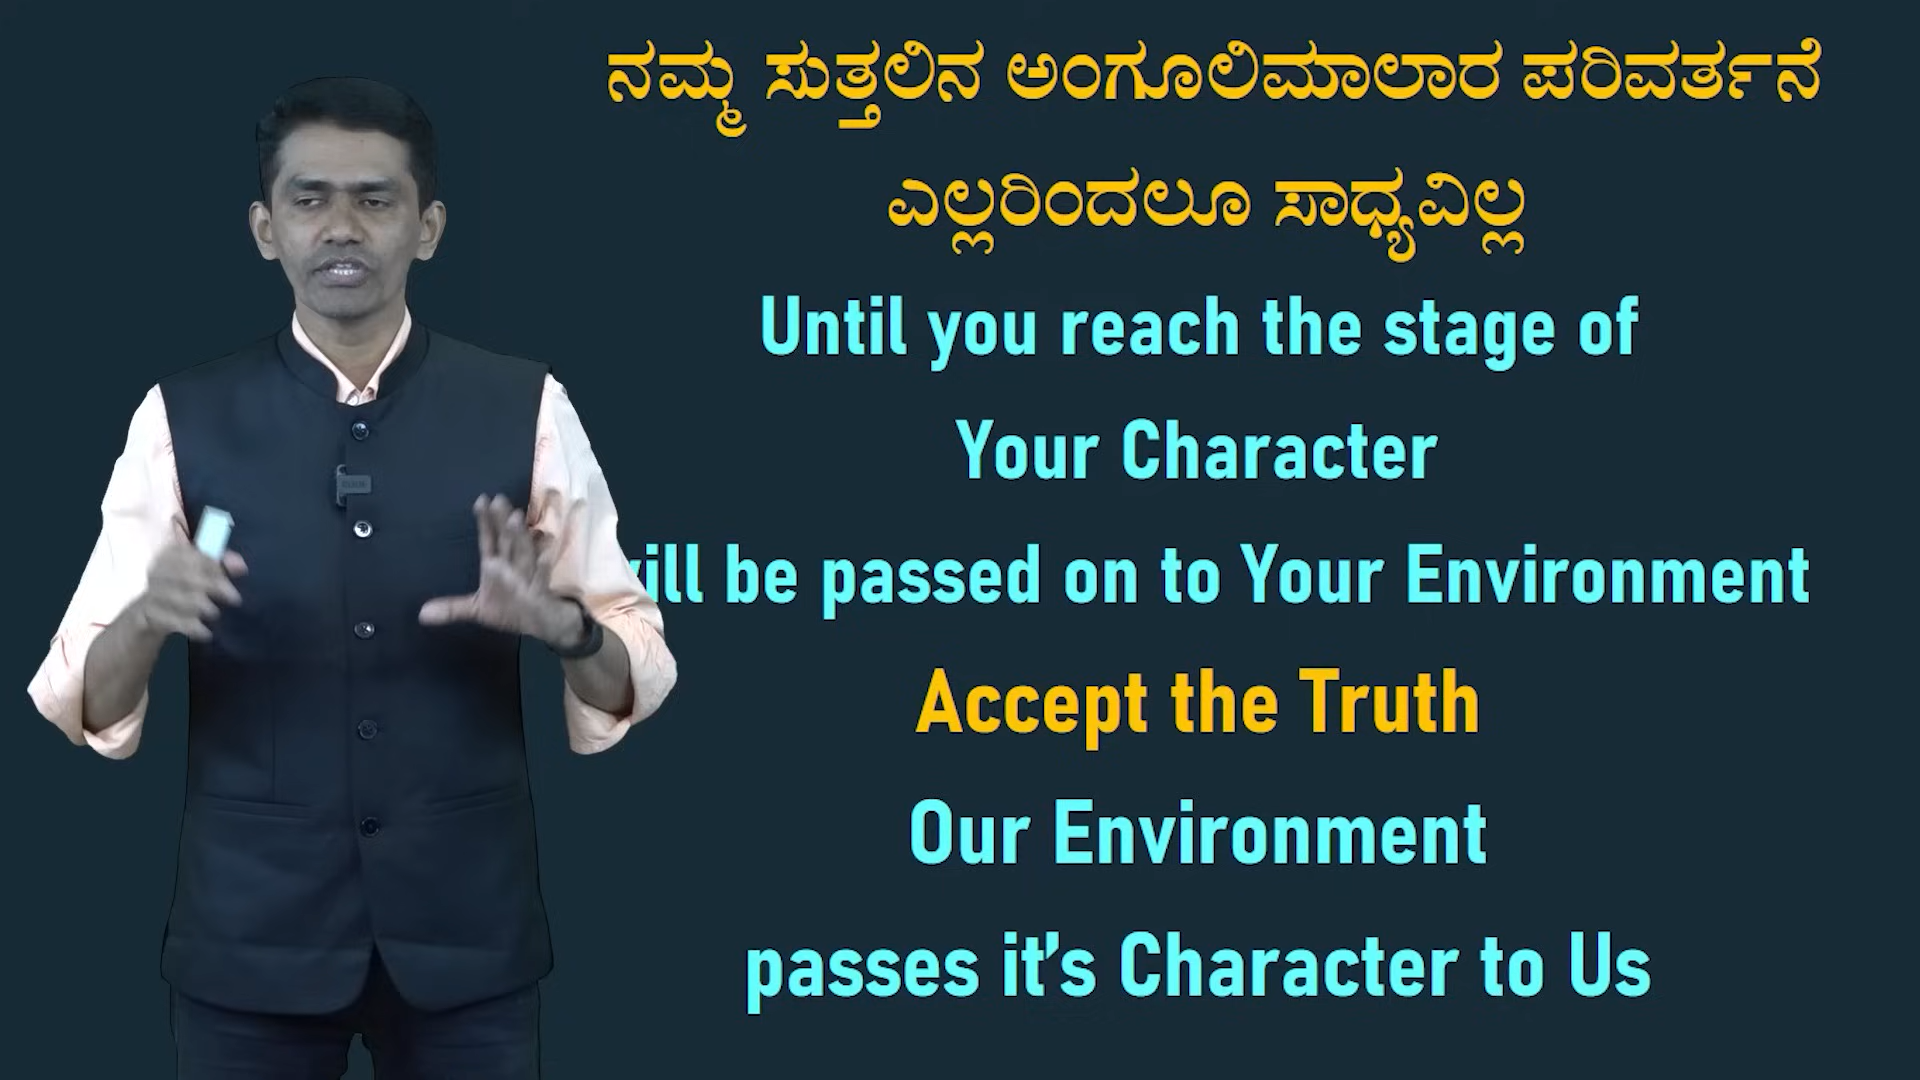 ನಮ್ಮ ಸುತ್ತಲಿನ ಅಂಗೂಲಿಮಾಲಾರ ಪರಿವರ್ತನೆ
ಎಲ್ಲರಿಂದಲೂ ಸಾಧ್ಯವಿಲ್ಲ
Until you reach the stage of
Your Character
be passed on to Your Environment
Accept the Truth
Our Environment
passes it’s Character to Us